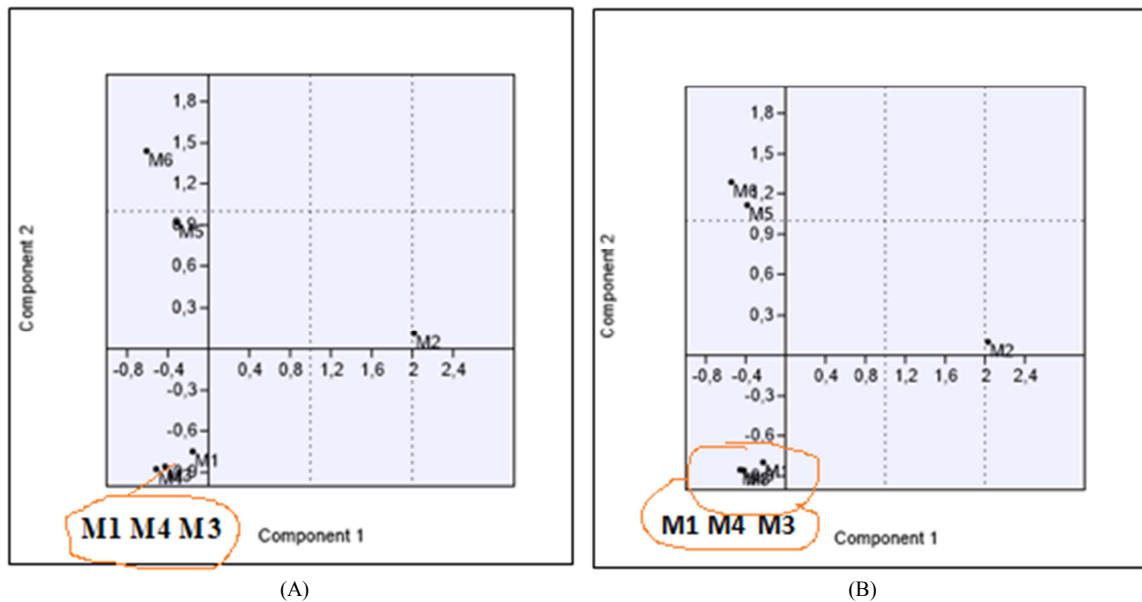 1,8
1,5
M6
1,2
0,9
M5
0,6
0,3
M2
-0,8 -0,4 0,4 0,8 1,2 1,6 2 2,4
-0,3
-0,6
M1
M1 M4 M3
Component 1
Component 2
(A)
1,8
1,5
M6
1,2
M5
0,9
0,6
0,3
M2
-0,8 -0,4 0,4 0,8 1,2 1,6 2 2,4
-0,3
-0,6
M1 M4 M3
Component 1
Component 2
(B)